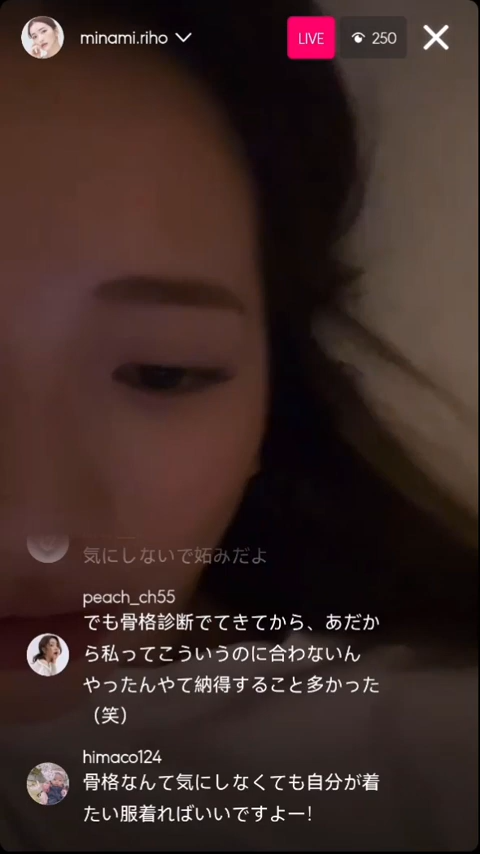 minami.riho
LIVE
250
気にしないで妬みだよ
peach_ch55
でも骨格診断でてきてから、あだか
ら私ってこういうのに合わないん
やったんやて納得すること多かった
（笑）
himaco124
骨格なんて気にしなくても自分が着
たい服着ればいいですよー!